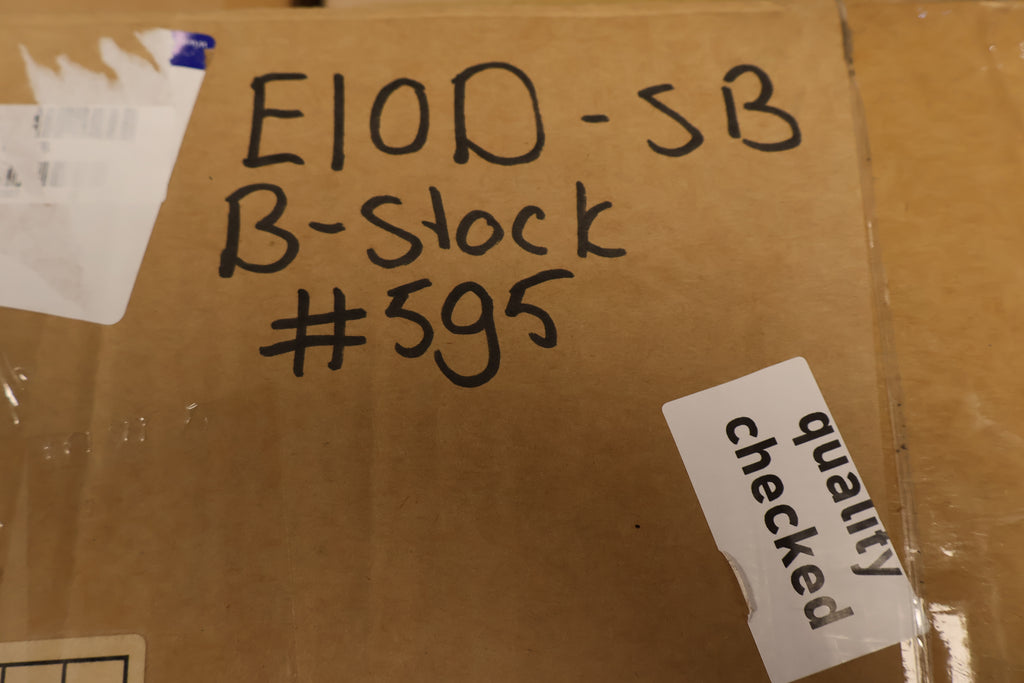 E10D-SB
B-Stock
#595
quality
checked